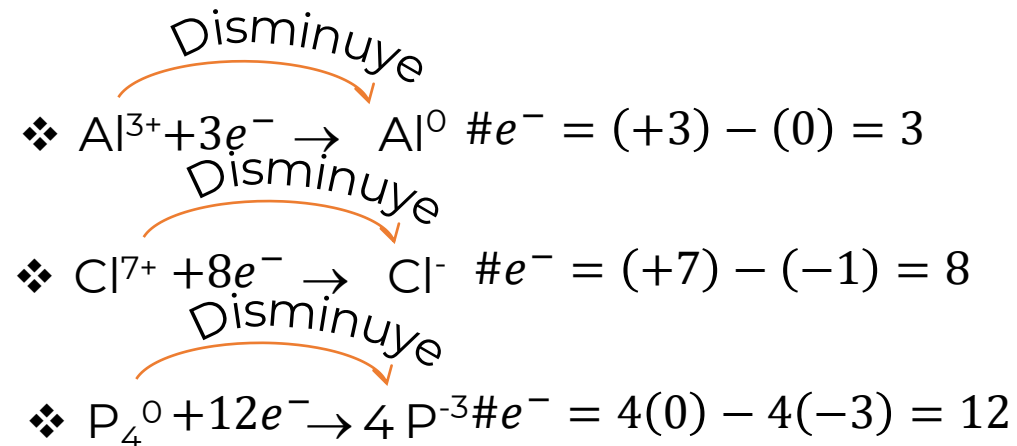 Disminuye
❖ Al³⁺+3e⁻ → Al⁰ #e⁻ = (+3) − (0) = 3
Disminuye
❖ Cl⁷⁺ +8e⁻ → Cl⁻ #e⁻ = (+7) − (−1) = 8
Disminuye
❖ P₄⁰ +12e⁻ → 4 P⁻³ #e⁻ = 4(0) − 4(−3) = 12